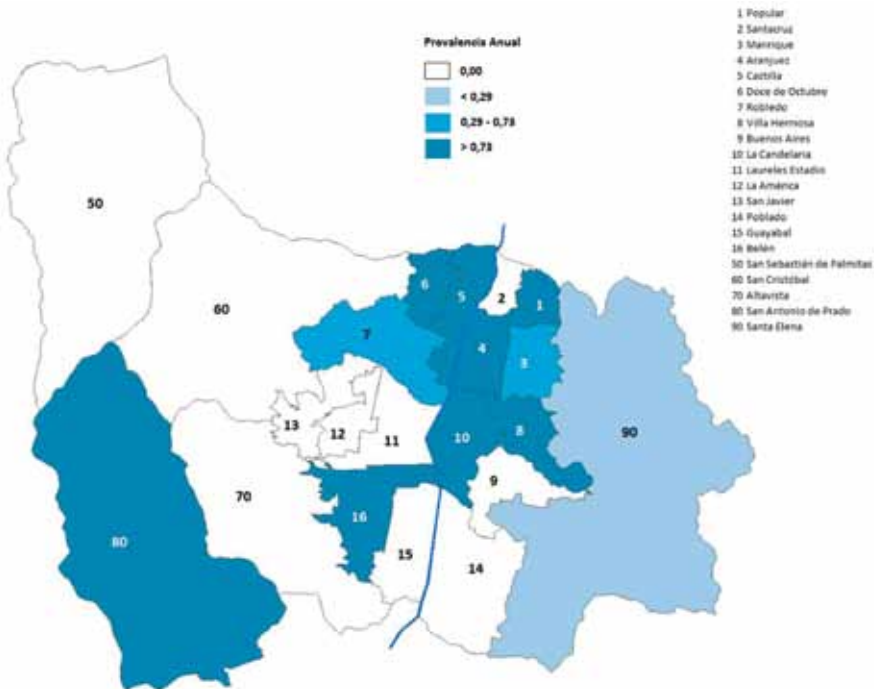 Prevalencia Anual
0,00
< 0,29
0,29 - 0,73
> 0,73
1 Popular
2 Santacruz
3 Manrique
4 Aranjuez
5 Castilla
6 Doce de Octubre
7 Robledo
8 Villa Hermosa
9 Buenos Aires
10 La Candelaria
11 Laureles Estadio
12 La América
13 San Javier
14 Poblado
15 Guayabal
16 Belén
50 San Sebastián de Palmitas
60 San Cristóbal
70 Altavista
80 San Antonio de Prado
90 Santa Elena
50
60
6
5
2
1
7
4
3
13
12
11
10
8
90
9
70
16
15
14
80